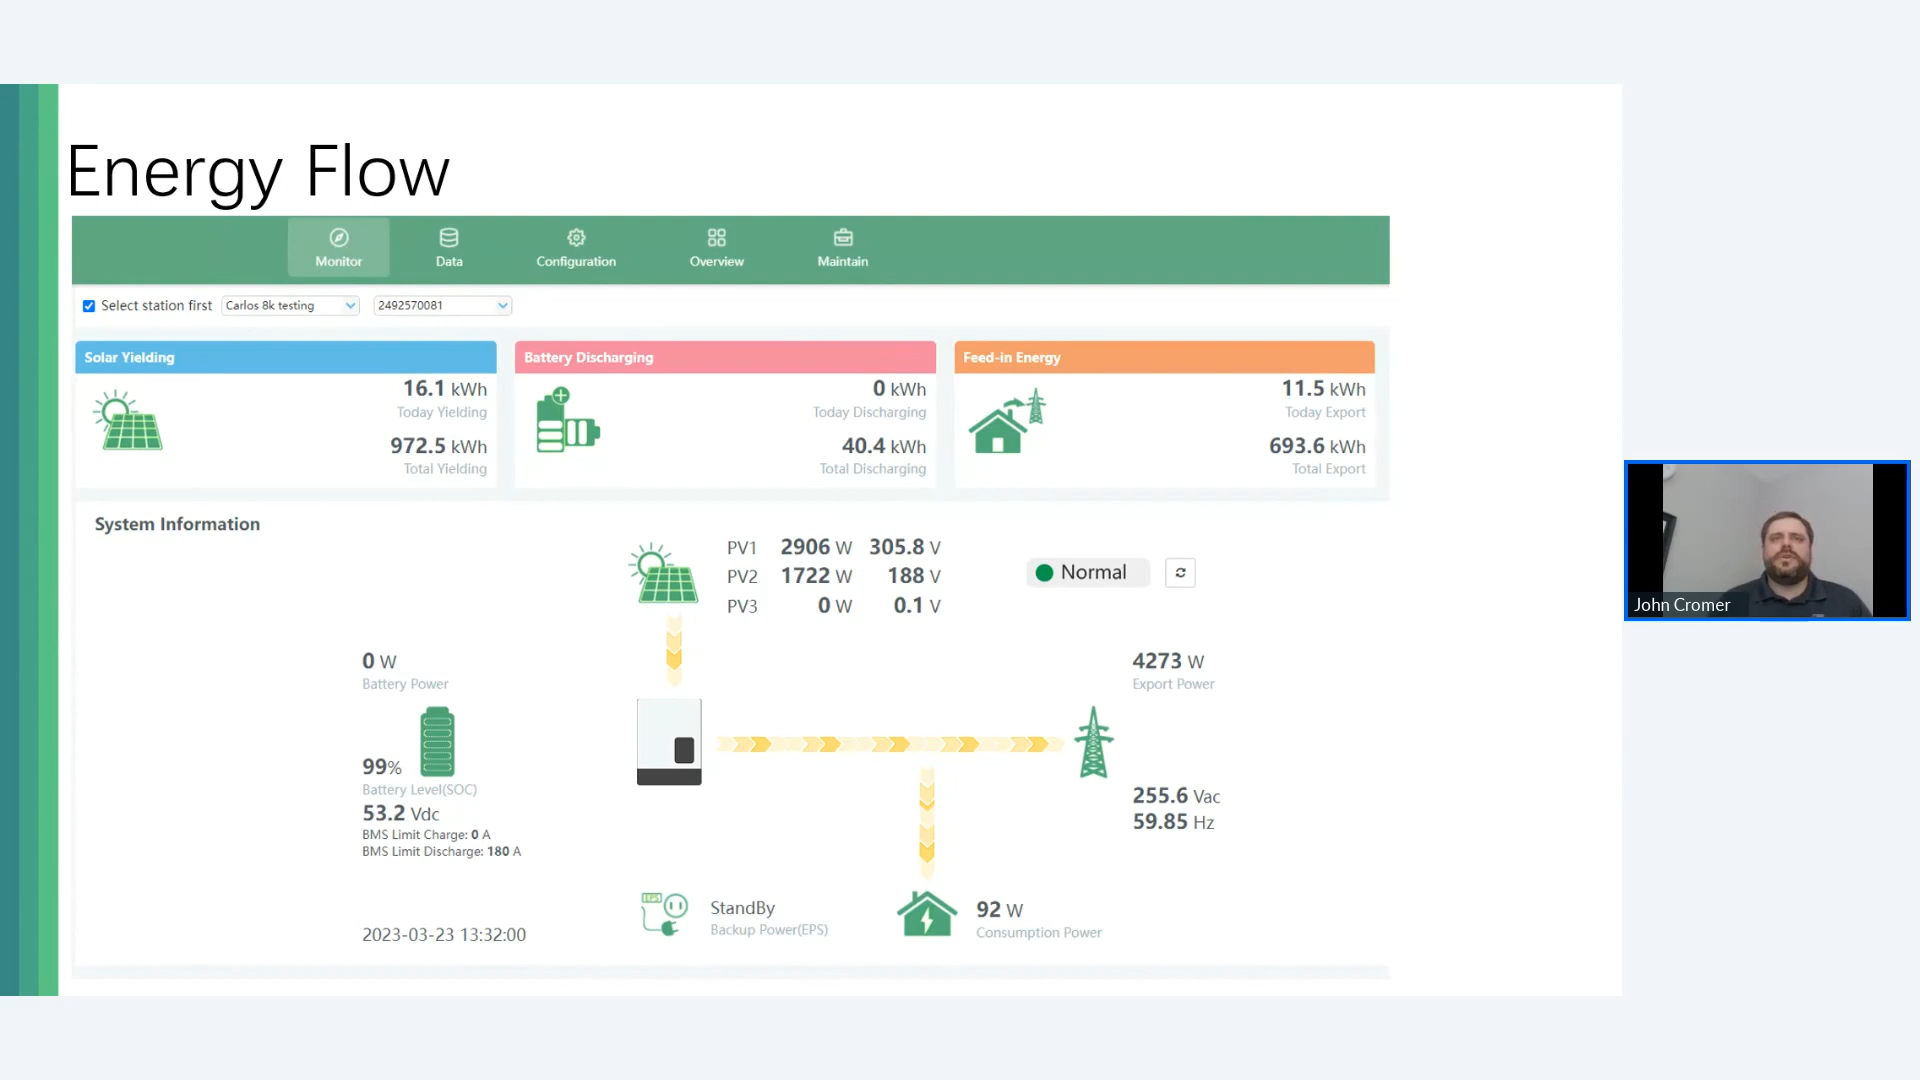 Energy Flow
Monitor
Data
Configuration
Overview
Maintain
Select station first
Carlos 8k testing
2492570081
Solar Yielding
16.1 kWh
Today Yielding
972.5 kWh
Total Yielding
Battery Discharging
0 kWh
Today Discharging
40.4 kWh
Total Discharging
Feed-in Energy
11.5 kWh
Today Export
693.6 kWh
Total Export
System Information
PV1 2906 W 305.8 V
PV2 1722 W 188 V
PV3 0 W 0.1 V
Normal
0 W
Battery Power
99%
Battery Level(SOC)
53.2 Vdc
BMS Limit Charge: 0 A
BMS Limit Discharge: 180 A
4273 W
Export Power
255.6 Vac
59.85 Hz
EPS
StandBy
Backup Power(EPS)
92 W
Consumption Power
2023-03-23 13:32:00
John Cromer